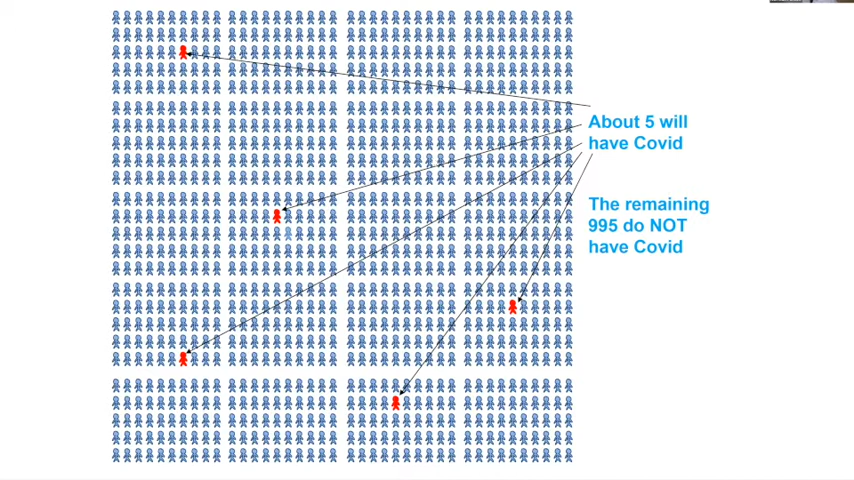 About 5 will
have Covid
The remaining
995 do NOT
have Covid